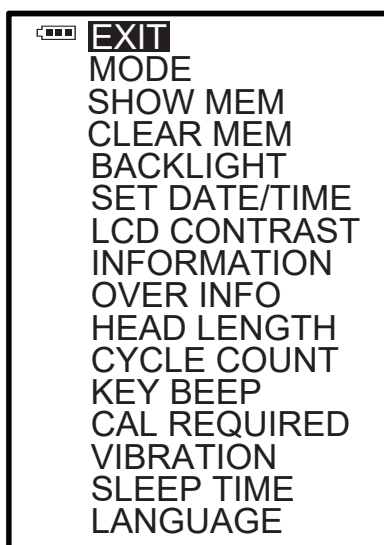 EXIT
MODE
SHOW MEM
CLEAR MEM
BACKLIGHT
SET DATE/TIME
LCD CONTRAST
INFORMATION
OVER INFO
HEAD LENGTH
CYCLE COUNT
KEY BEEP
CAL REQUIRED
VIBRATION
SLEEP TIME
LANGUAGE